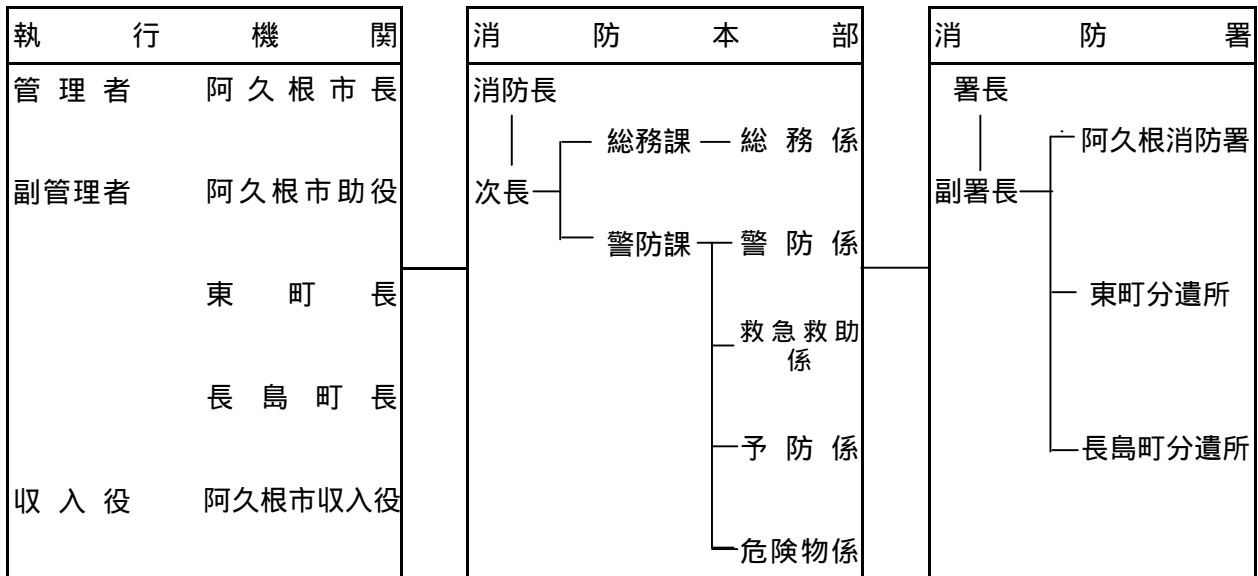 執行機関
管理者 阿久根市長
副管理者 阿久根市助役
東町長
長島町長
収入役 阿久根市収入役
消防本部
消防長
次長
総務課 総務係
警防課 警防係
救急救助
係
予防係
危険物係
消防署
署長
副署長
阿久根消防署
東町分遣所
長島町分遣所